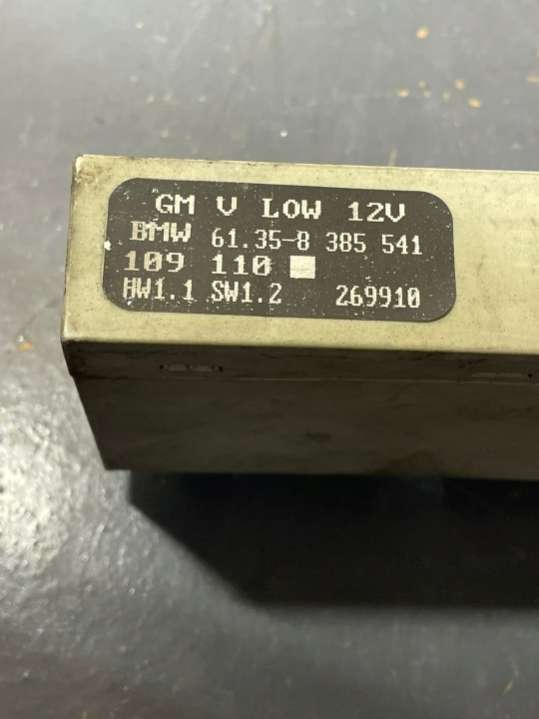 GM V LOW 12V
BMW 61.35-8 385 541
109 110
HW1.1 SW1.2 269910